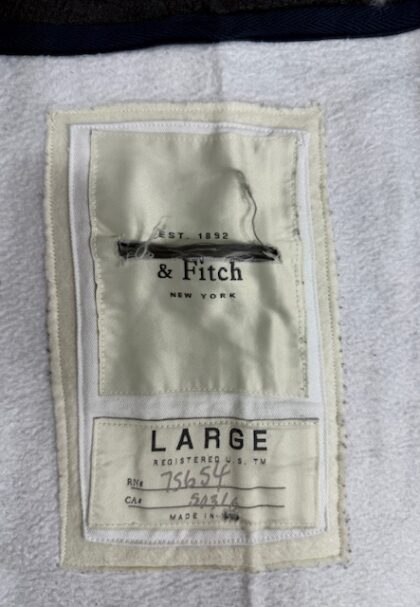 EST. 1892
& Fitch
NEW YORK
LARGE
REGISTERED U.S. TM
RN# 75654
CA#
MADE IN